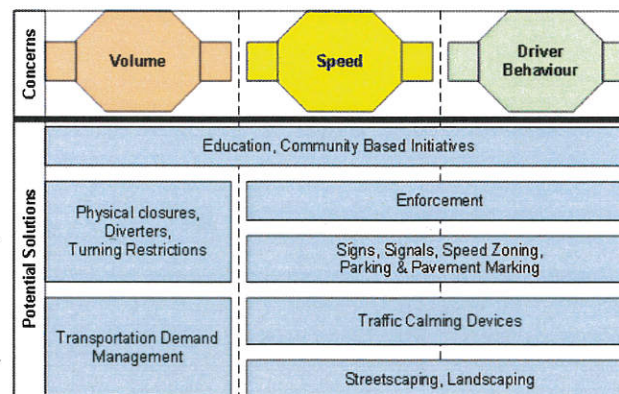 Concerns
Volume
Speed
Driver
Behaviour
Potential Solutions
Education, Community Based Initiatives
Physical closures,
Diverters,
Turning Restrictions
Enforcement
Signs, Signals, Speed Zoning,
Parking & Pavement Marking
Transportation Demand
Management
Traffic Calming Devices
Streetscaping, Landscaping